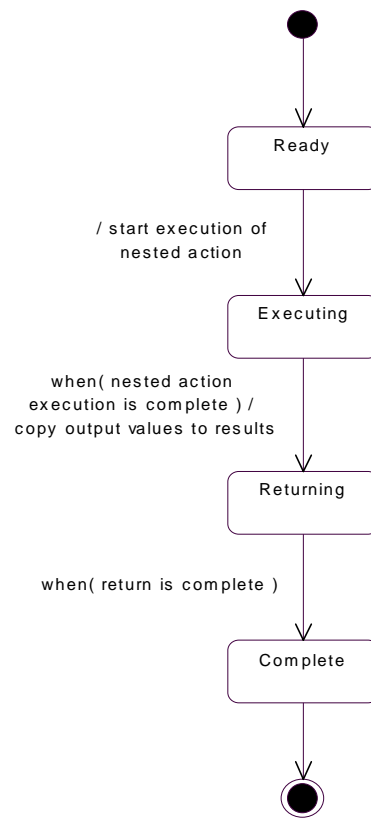 Ready
/ start execution of
nested action
Executing
when( nested action
execution is complete ) /
copy output values to results
Returning
when( return is complete )
Complete